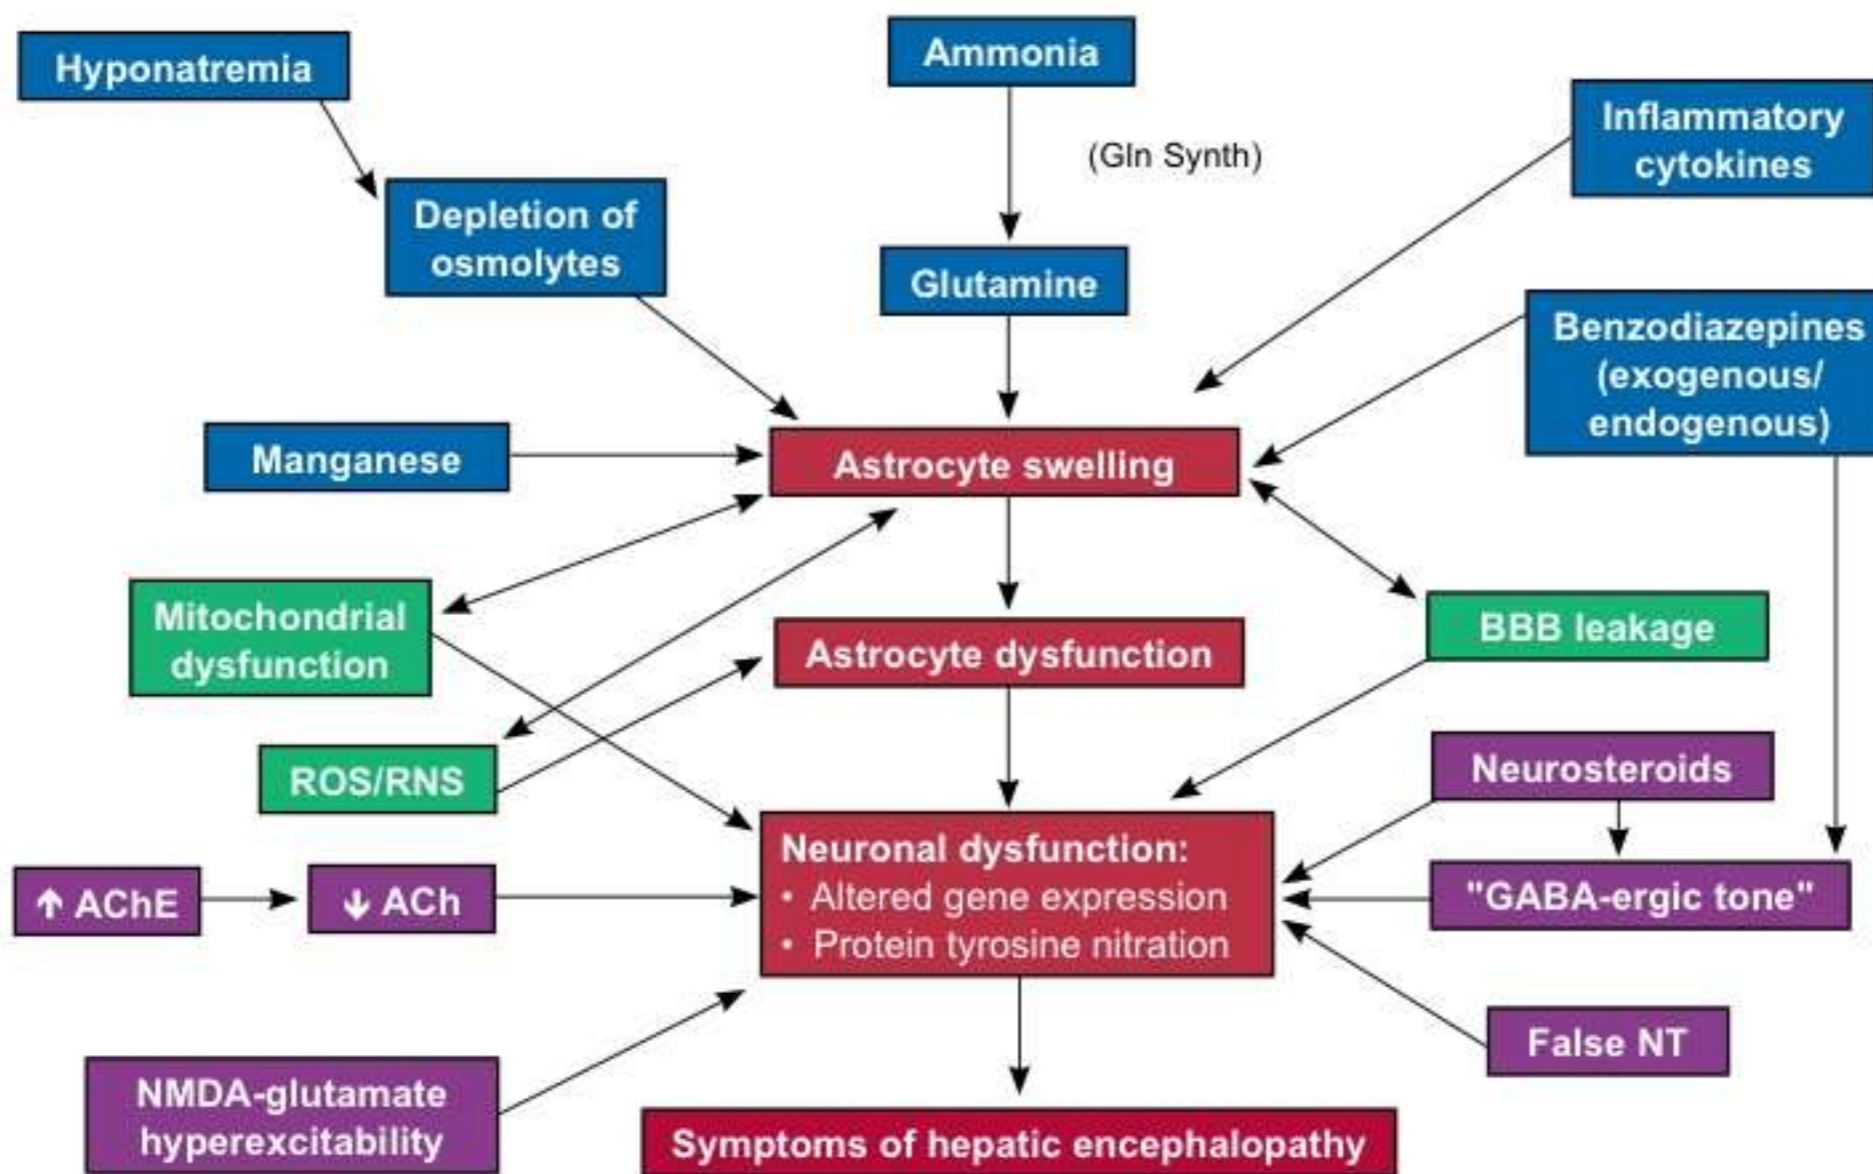 Hyponatremia
Ammonia
Inflammatory
cytokines
(Gln Synth)
Depletion of
osmolytes
Glutamine
Benzodiazepines
(exogenous/
endogenous)
Manganese
Astrocyte swelling
Mitochondrial
dysfunction
BBB leakage
Astrocyte dysfunction
ROS/RNS
Neurosteroids
Neuronal dysfunction:
• Altered gene expression
• Protein tyrosine nitration
↑ AChE
↓ ACh
"GABA-ergic tone"
False NT
NMDA-glutamate
hyperexcitability
Symptoms of hepatic encephalopathy